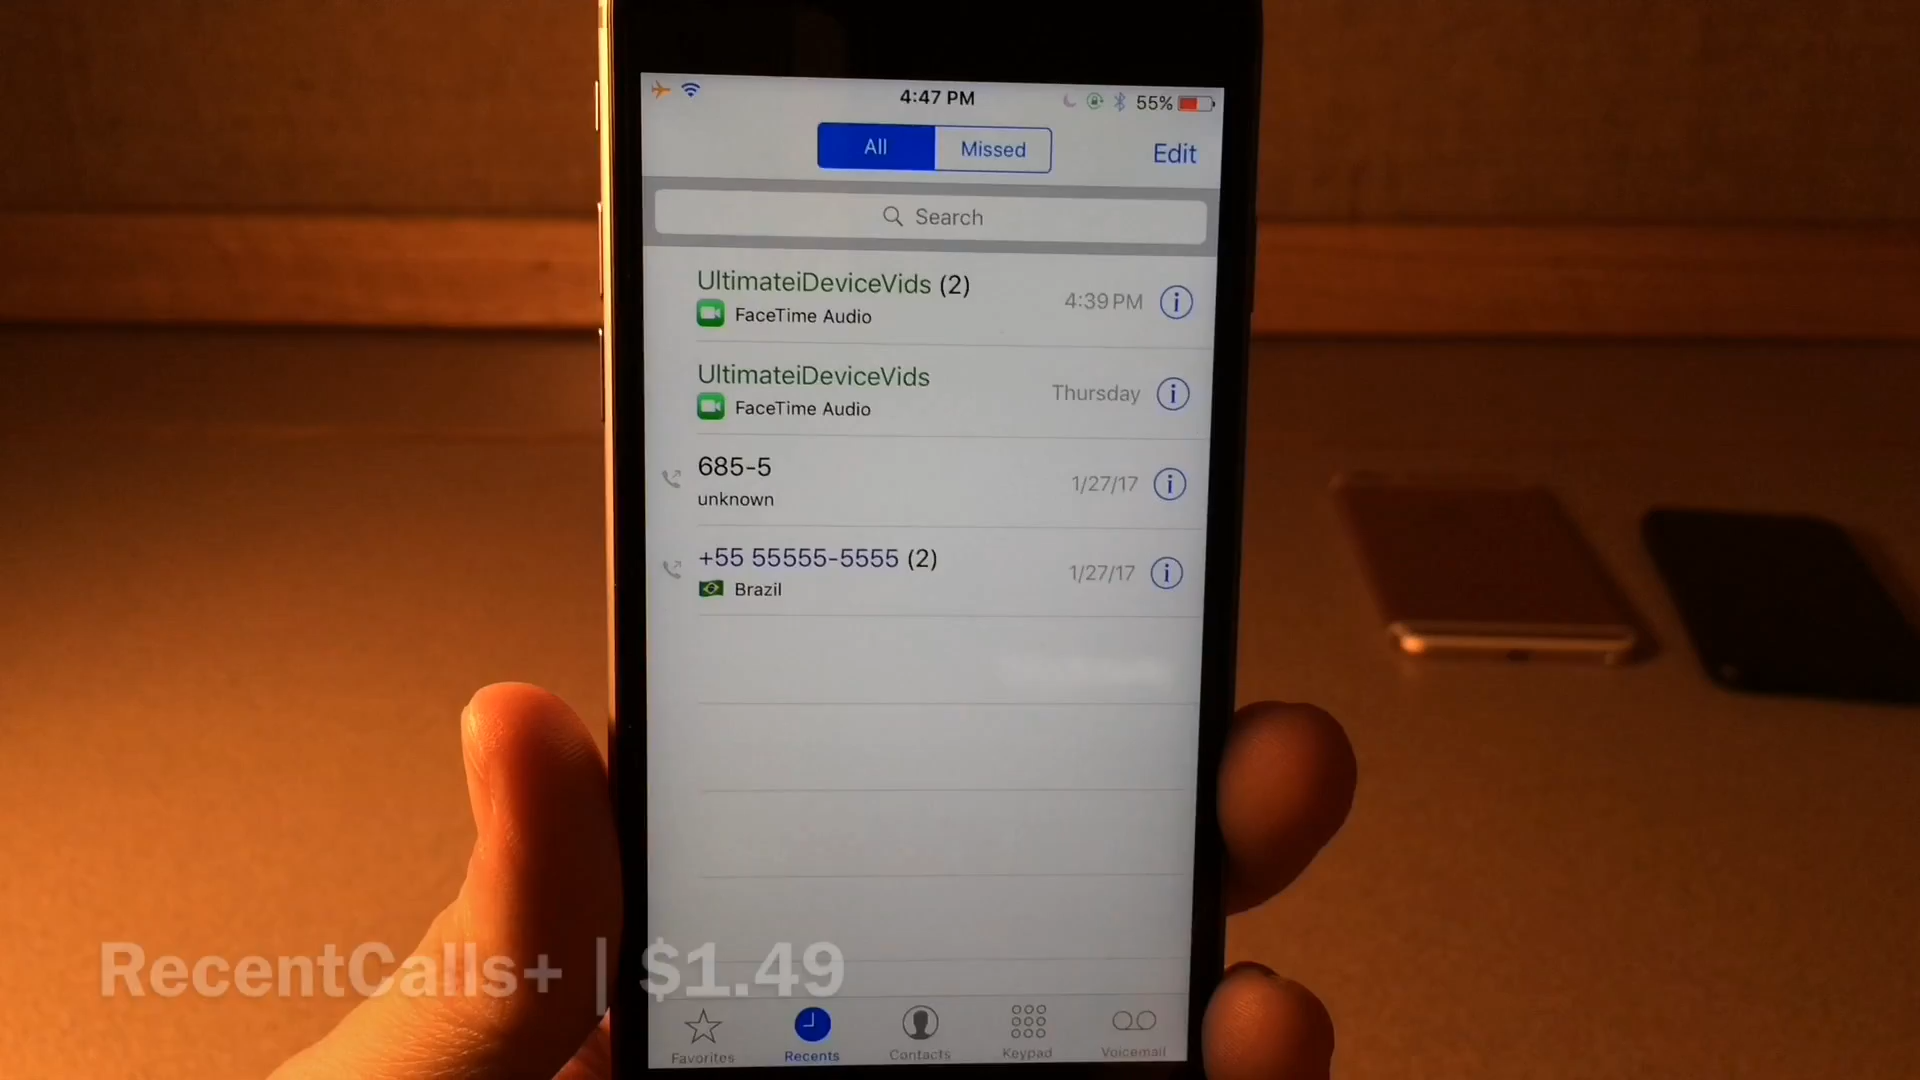 4:47 PM
55%
All
Missed
Edit
Search
UltimateiDeviceVids (2)
FaceTime Audio
4:39 PM
UltimateiDeviceVids
FaceTime Audio
Thursday
685-5
unknown
1/27/17
+55 55555-5555 (2)
Brazil
1/27/17
RecentCalls+ | $1.49
Favorites
Recents
Contacts
Keypad
Voicemail